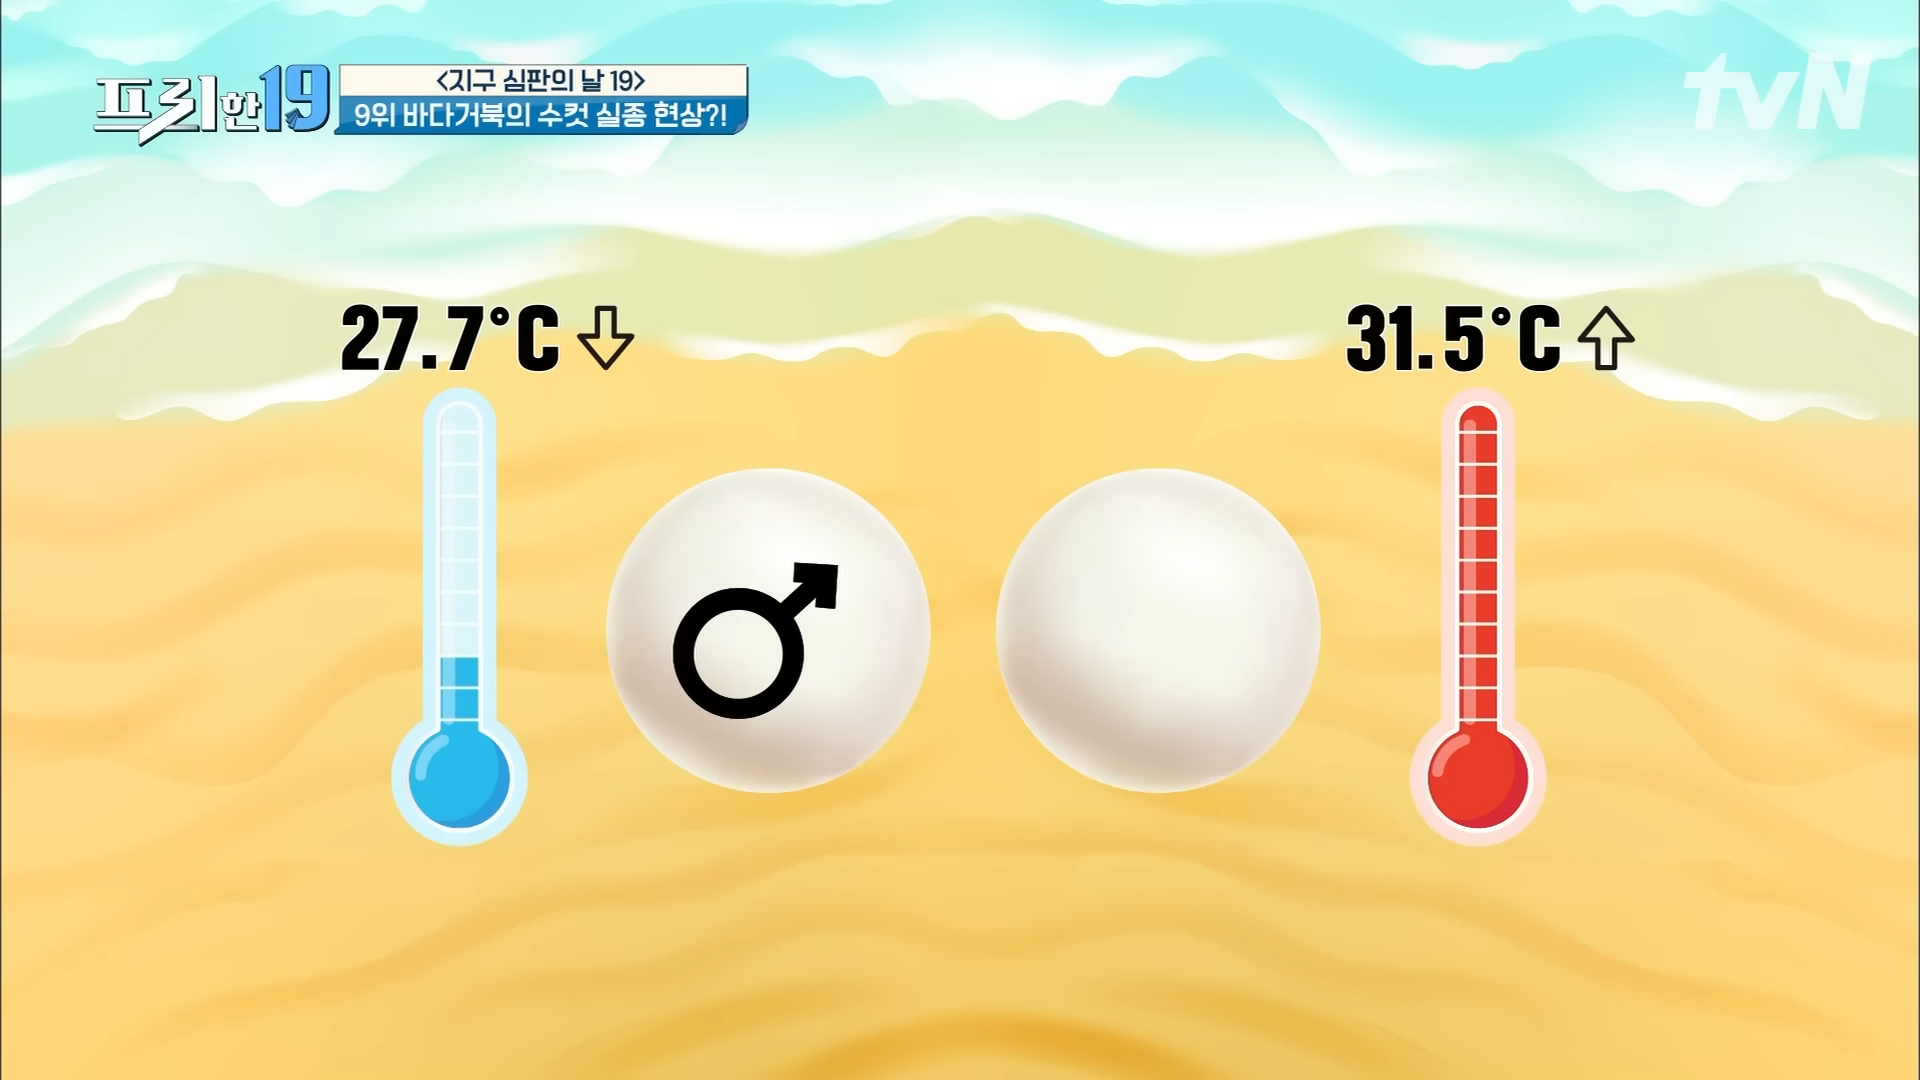 프리한19
<지구 심판의 날 19>
9위 바다거북의 수컷 실종 현상?!
tvN
27.7°C
31.5°C